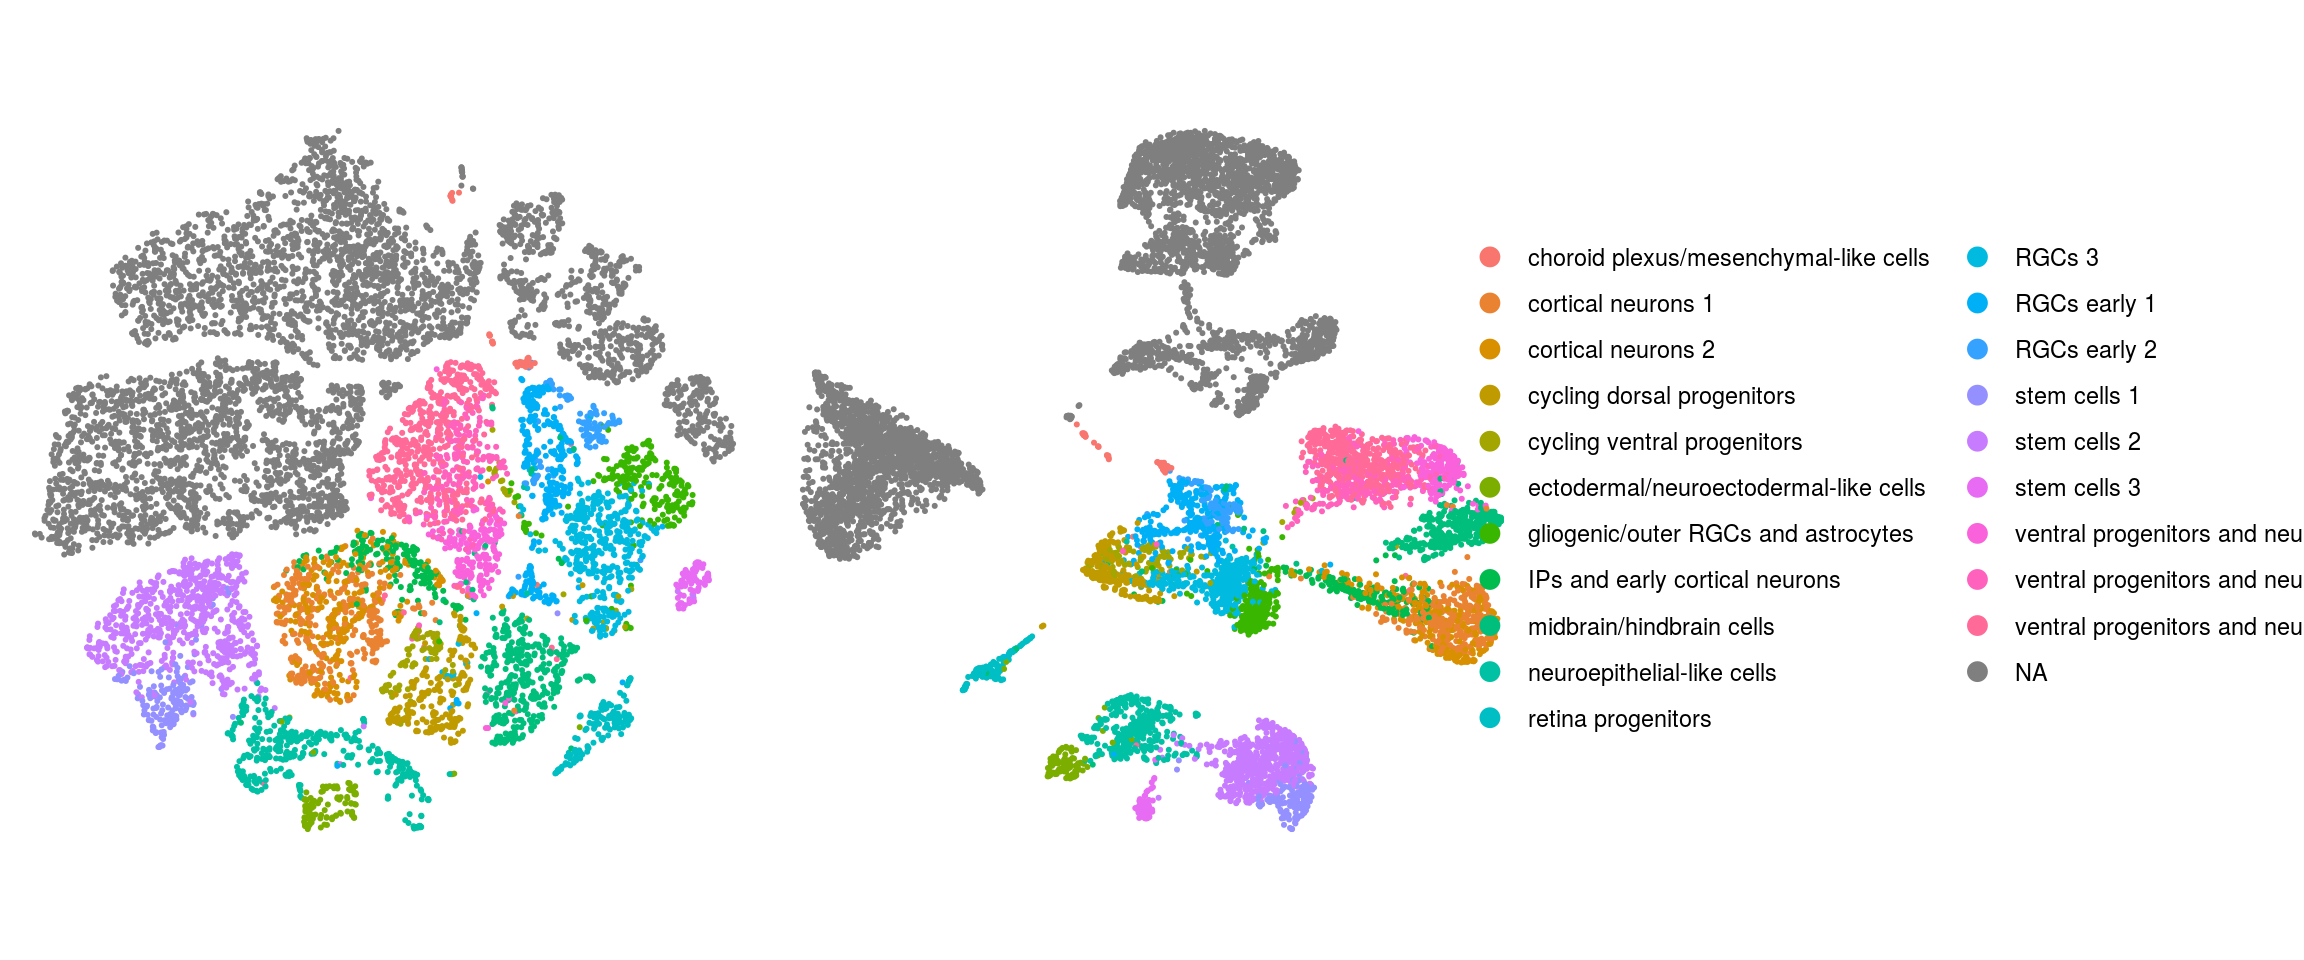 choroid plexus/mesenchymal-like cells
cortical neurons 1
cortical neurons 2
cycling dorsal progenitors
cycling ventral progenitors
ectodermal/neuroectodermal-like cells
gliogenic/outer RGCs and astrocytes
IPs and early cortical neurons
midbrain/hindbrain cells
neuroepithelial-like cells
retina progenitors
RGCs 3
RGCs early 1
RGCs early 2
stem cells 1
stem cells 2
stem cells 3
ventral progenitors and neu
ventral progenitors and neu
ventral progenitors and neu
NA